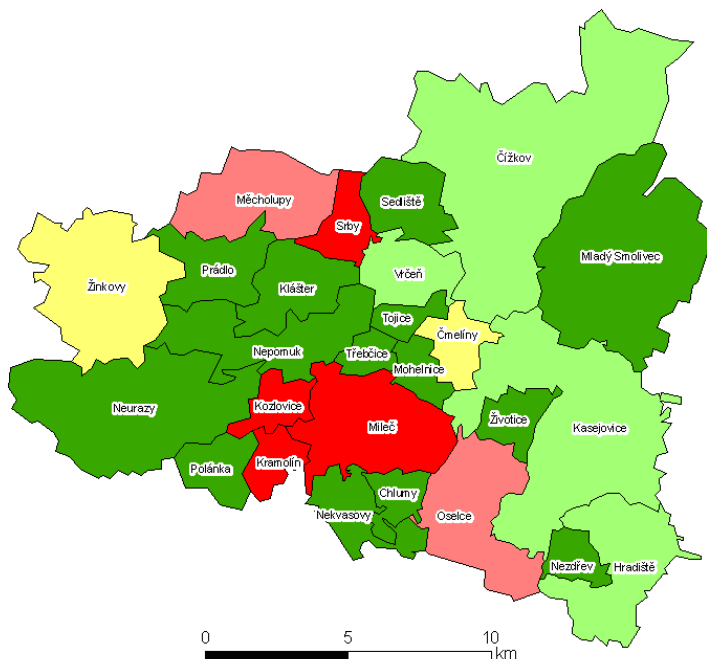 Čížkov
Měcholupy
Sedliště
Srby
Mladý Smolivec
Prádlo
Vrčeň
Žinkovy
Klášter
Tojice
Čmelíny
Nepomuk
Třebčice
Mohelnice
Neurazy
Kozlovice
Mileč
Životice
Kasejovice
Polánka
Kramolín
Chlumy
Nekvasovy
Oselce
Nezdřev
Hradiště
0 5 10
km